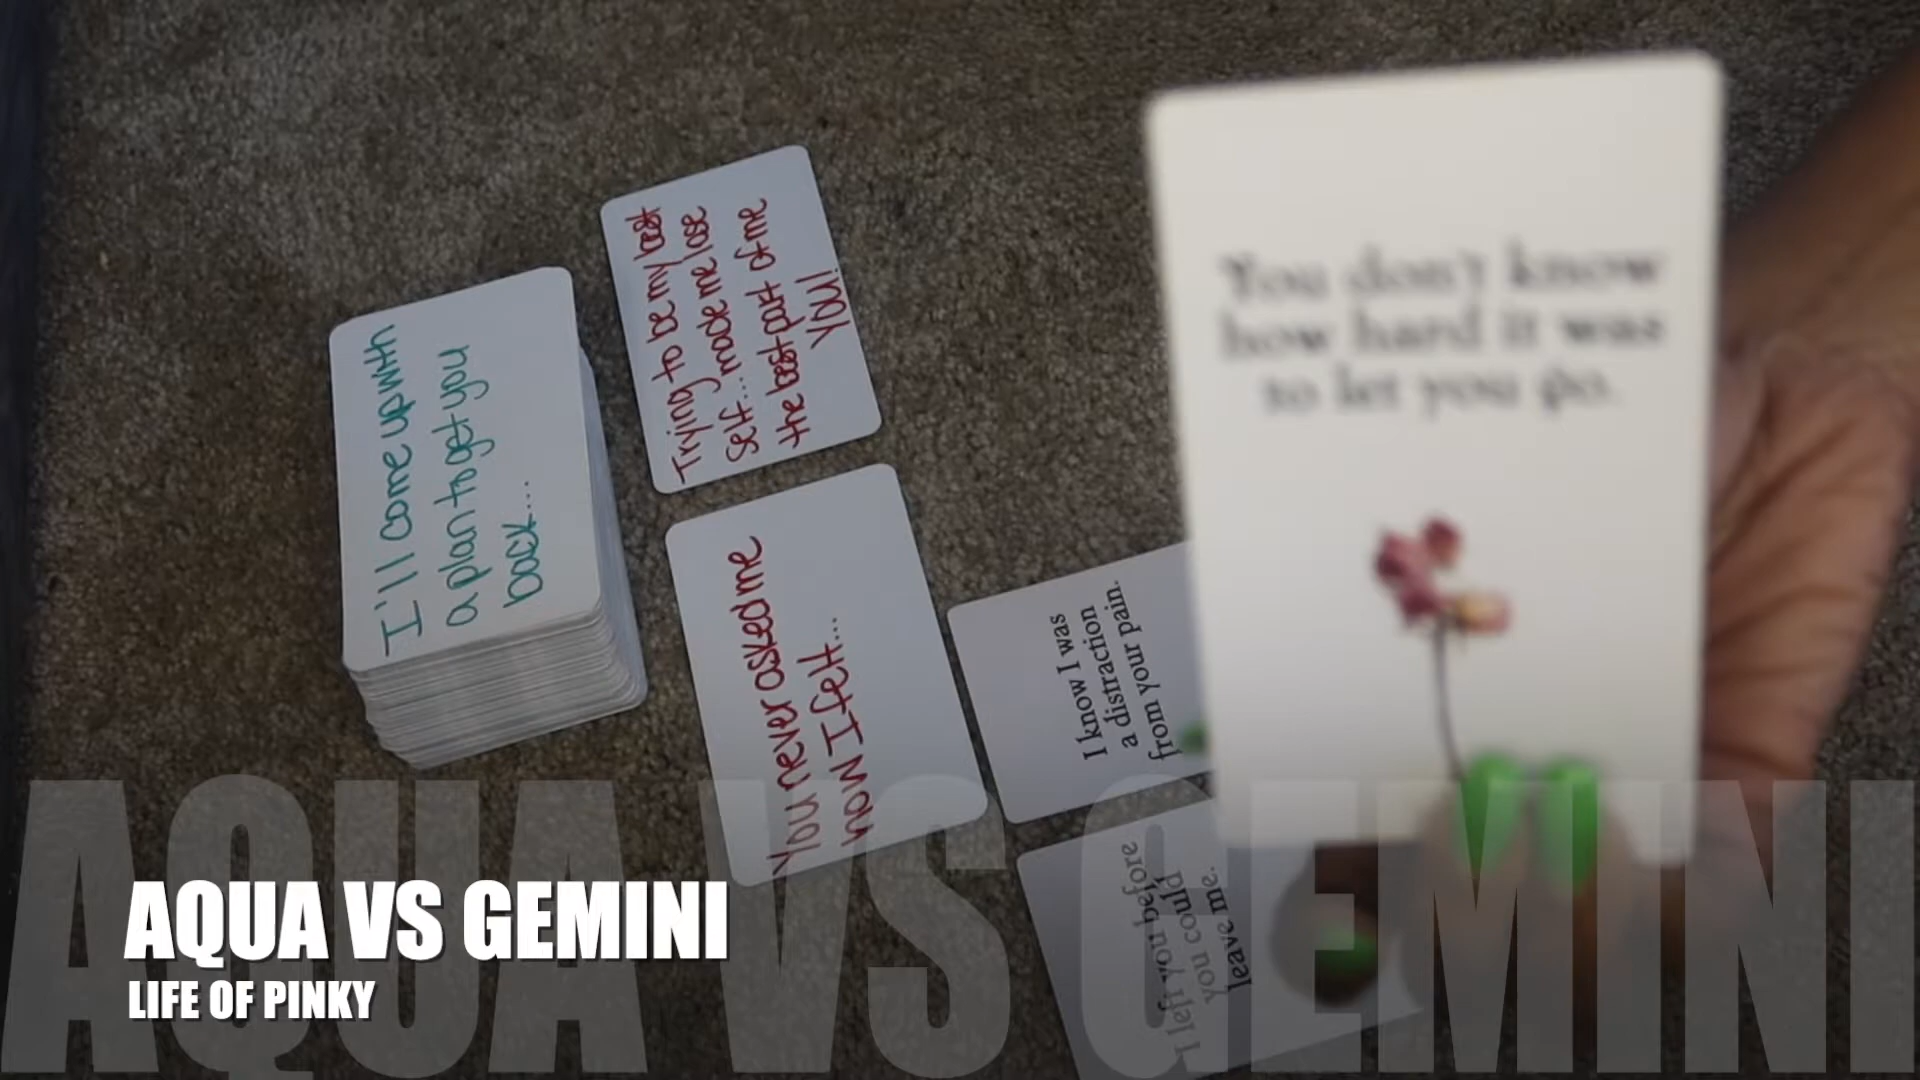 I'll come up with
a plan to get you
back...
Trying to be my best
self...made me lose
the best part of me
YOU!
You never asked me
how I felt...
I know I was
a distraction
from your pain.
I left you before
you could
leave me.
You don't know
how hard it was
to let you go.
AQUA VS GEMINI
AQUA VS GEMINI
LIFE OF PINKY